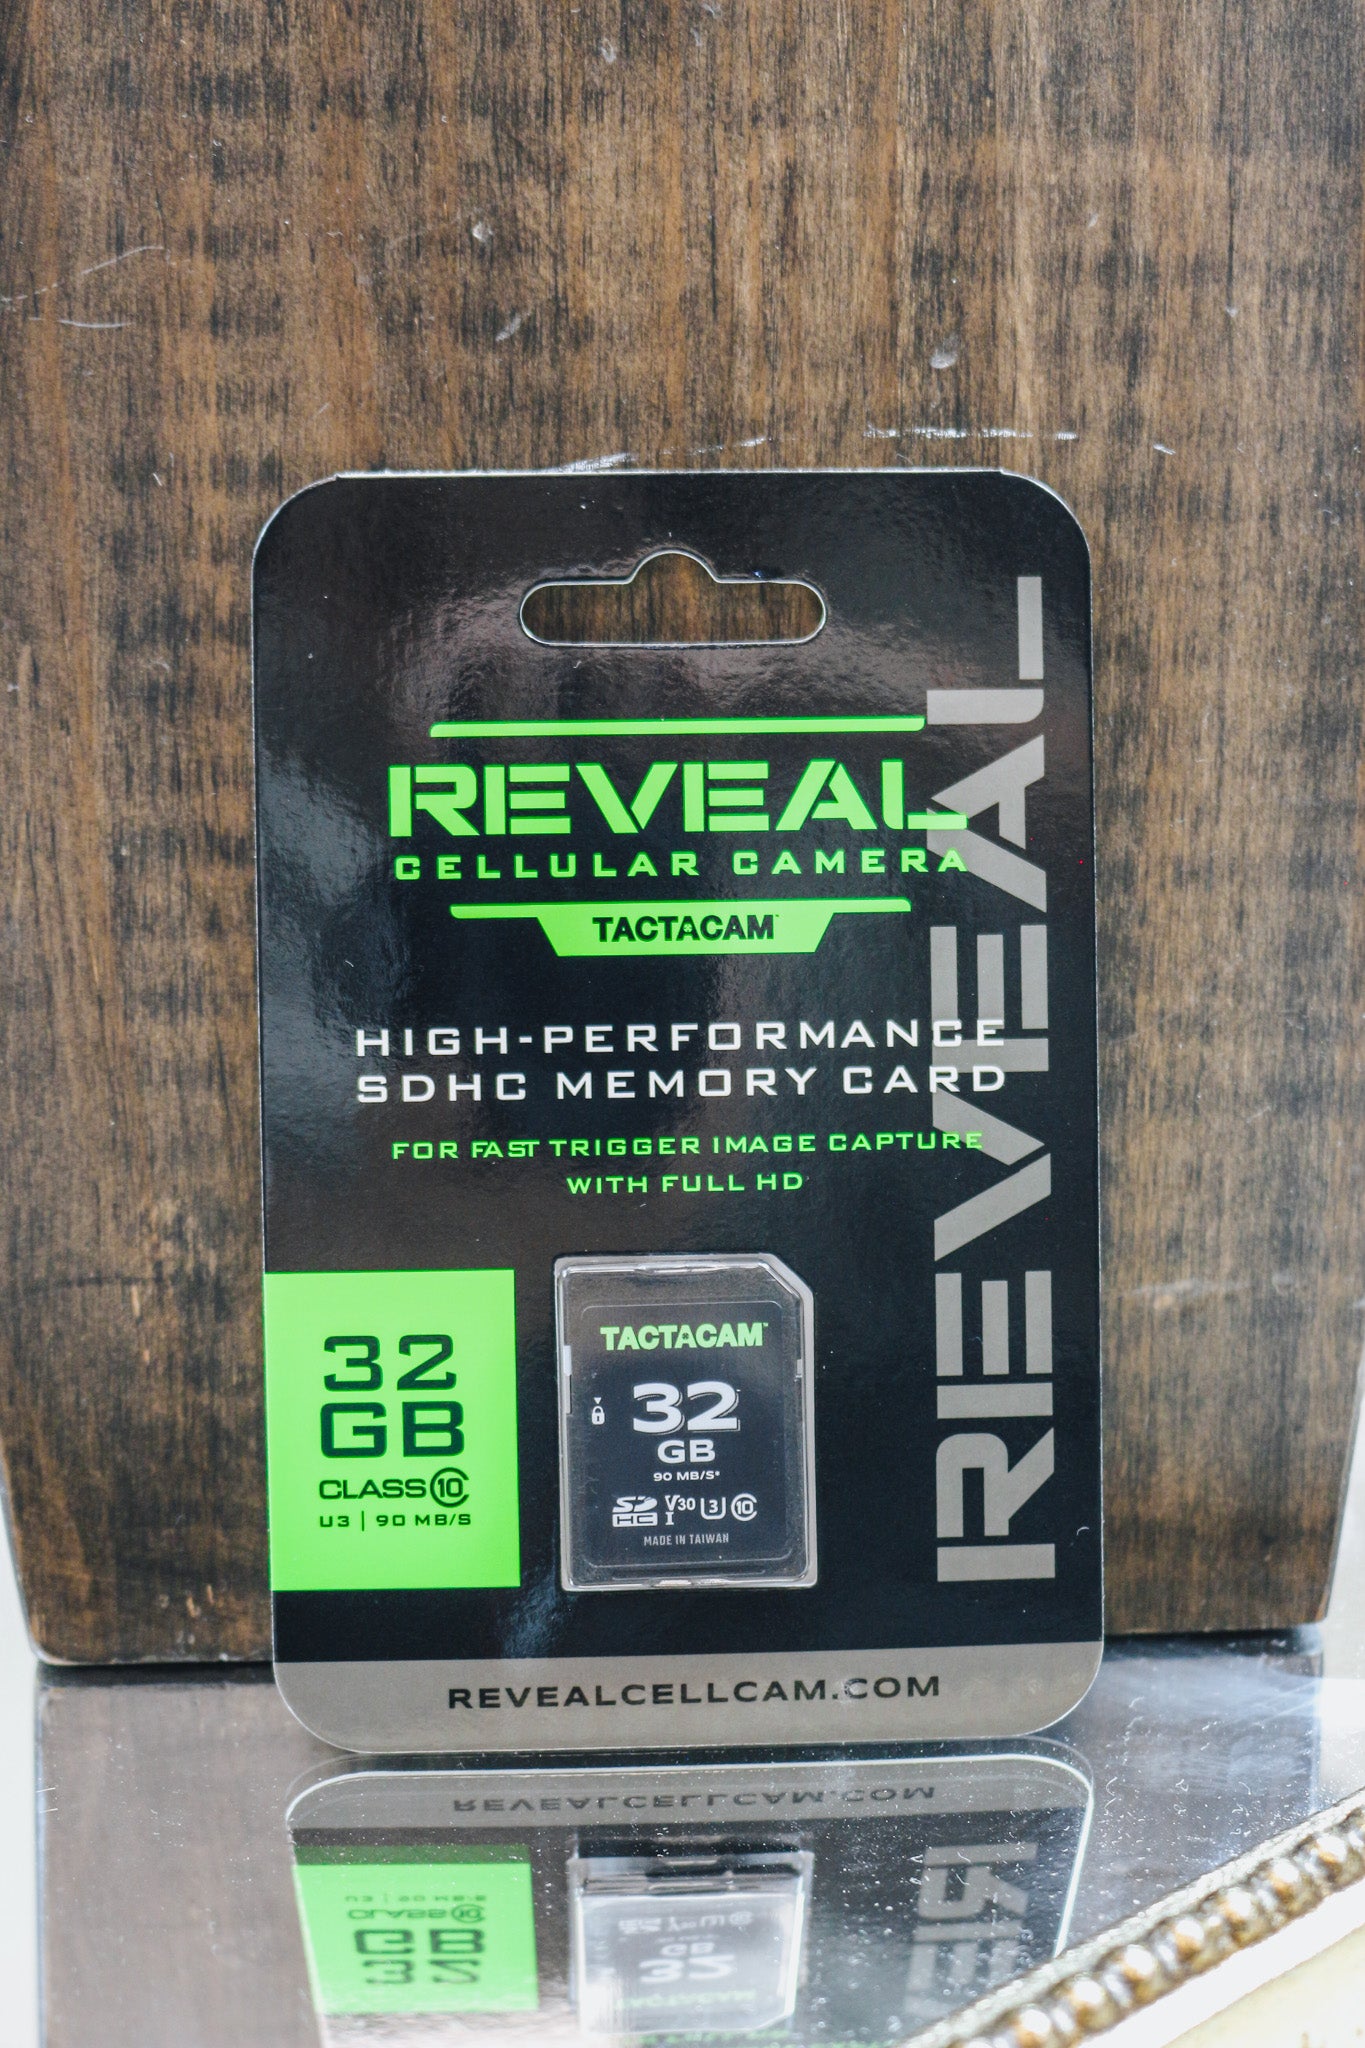 REVEAL
CELLULAR CAMERA
TACTACAM™
HIGH-PERFORMANCE
SDHC MEMORY CARD
FOR FAST TRIGGER IMAGE CAPTURE
WITH FULL HD
REVEAL
32
GB
CLASS 10
U3 | 90 MB/S
TACTACAM™
32
GB
90 MB/S*
SD HC I V30 U3 10
MADE IN TAIWAN
REVEALCELLCAM.COM